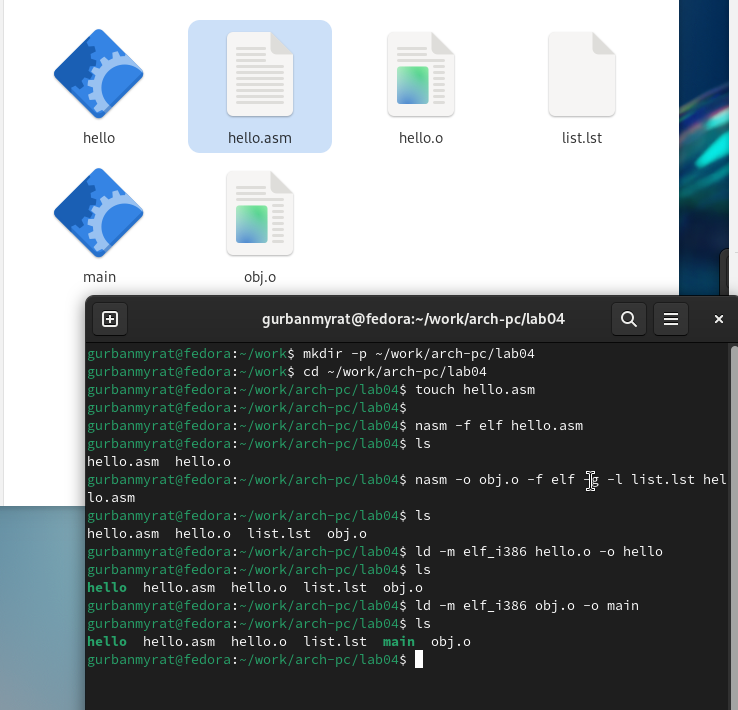 hello
hello.asm
hello.o
list.lst
main
obj.o
gurbanmyrat@fedora:~/work/arch-pc/lab04
gurbanmyrat@fedora:~/work$ mkdir -p ~/work/arch-pc/lab04
gurbanmyrat@fedora:~/work$ cd ~/work/arch-pc/lab04
gurbanmyrat@fedora:~/work/arch-pc/lab04$ touch hello.asm
gurbanmyrat@fedora:~/work/arch-pc/lab04$
gurbanmyrat@fedora:~/work/arch-pc/lab04$ nasm -f elf hello.asm
gurbanmyrat@fedora:~/work/arch-pc/lab04$ ls
hello.asm  hello.o
gurbanmyrat@fedora:~/work/arch-pc/lab04$ nasm -o obj.o -f elf -g -l list.lst hel
lo.asm
gurbanmyrat@fedora:~/work/arch-pc/lab04$ ls
hello.asm  hello.o  list.lst  obj.o
gurbanmyrat@fedora:~/work/arch-pc/lab04$ ld -m elf_i386 hello.o -o hello
gurbanmyrat@fedora:~/work/arch-pc/lab04$ ls
hello  hello.asm  hello.o  list.lst  obj.o
gurbanmyrat@fedora:~/work/arch-pc/lab04$ ld -m elf_i386 obj.o -o main
gurbanmyrat@fedora:~/work/arch-pc/lab04$ ls
hello  hello.asm  hello.o  list.lst  main  obj.o
gurbanmyrat@fedora:~/work/arch-pc/lab04$